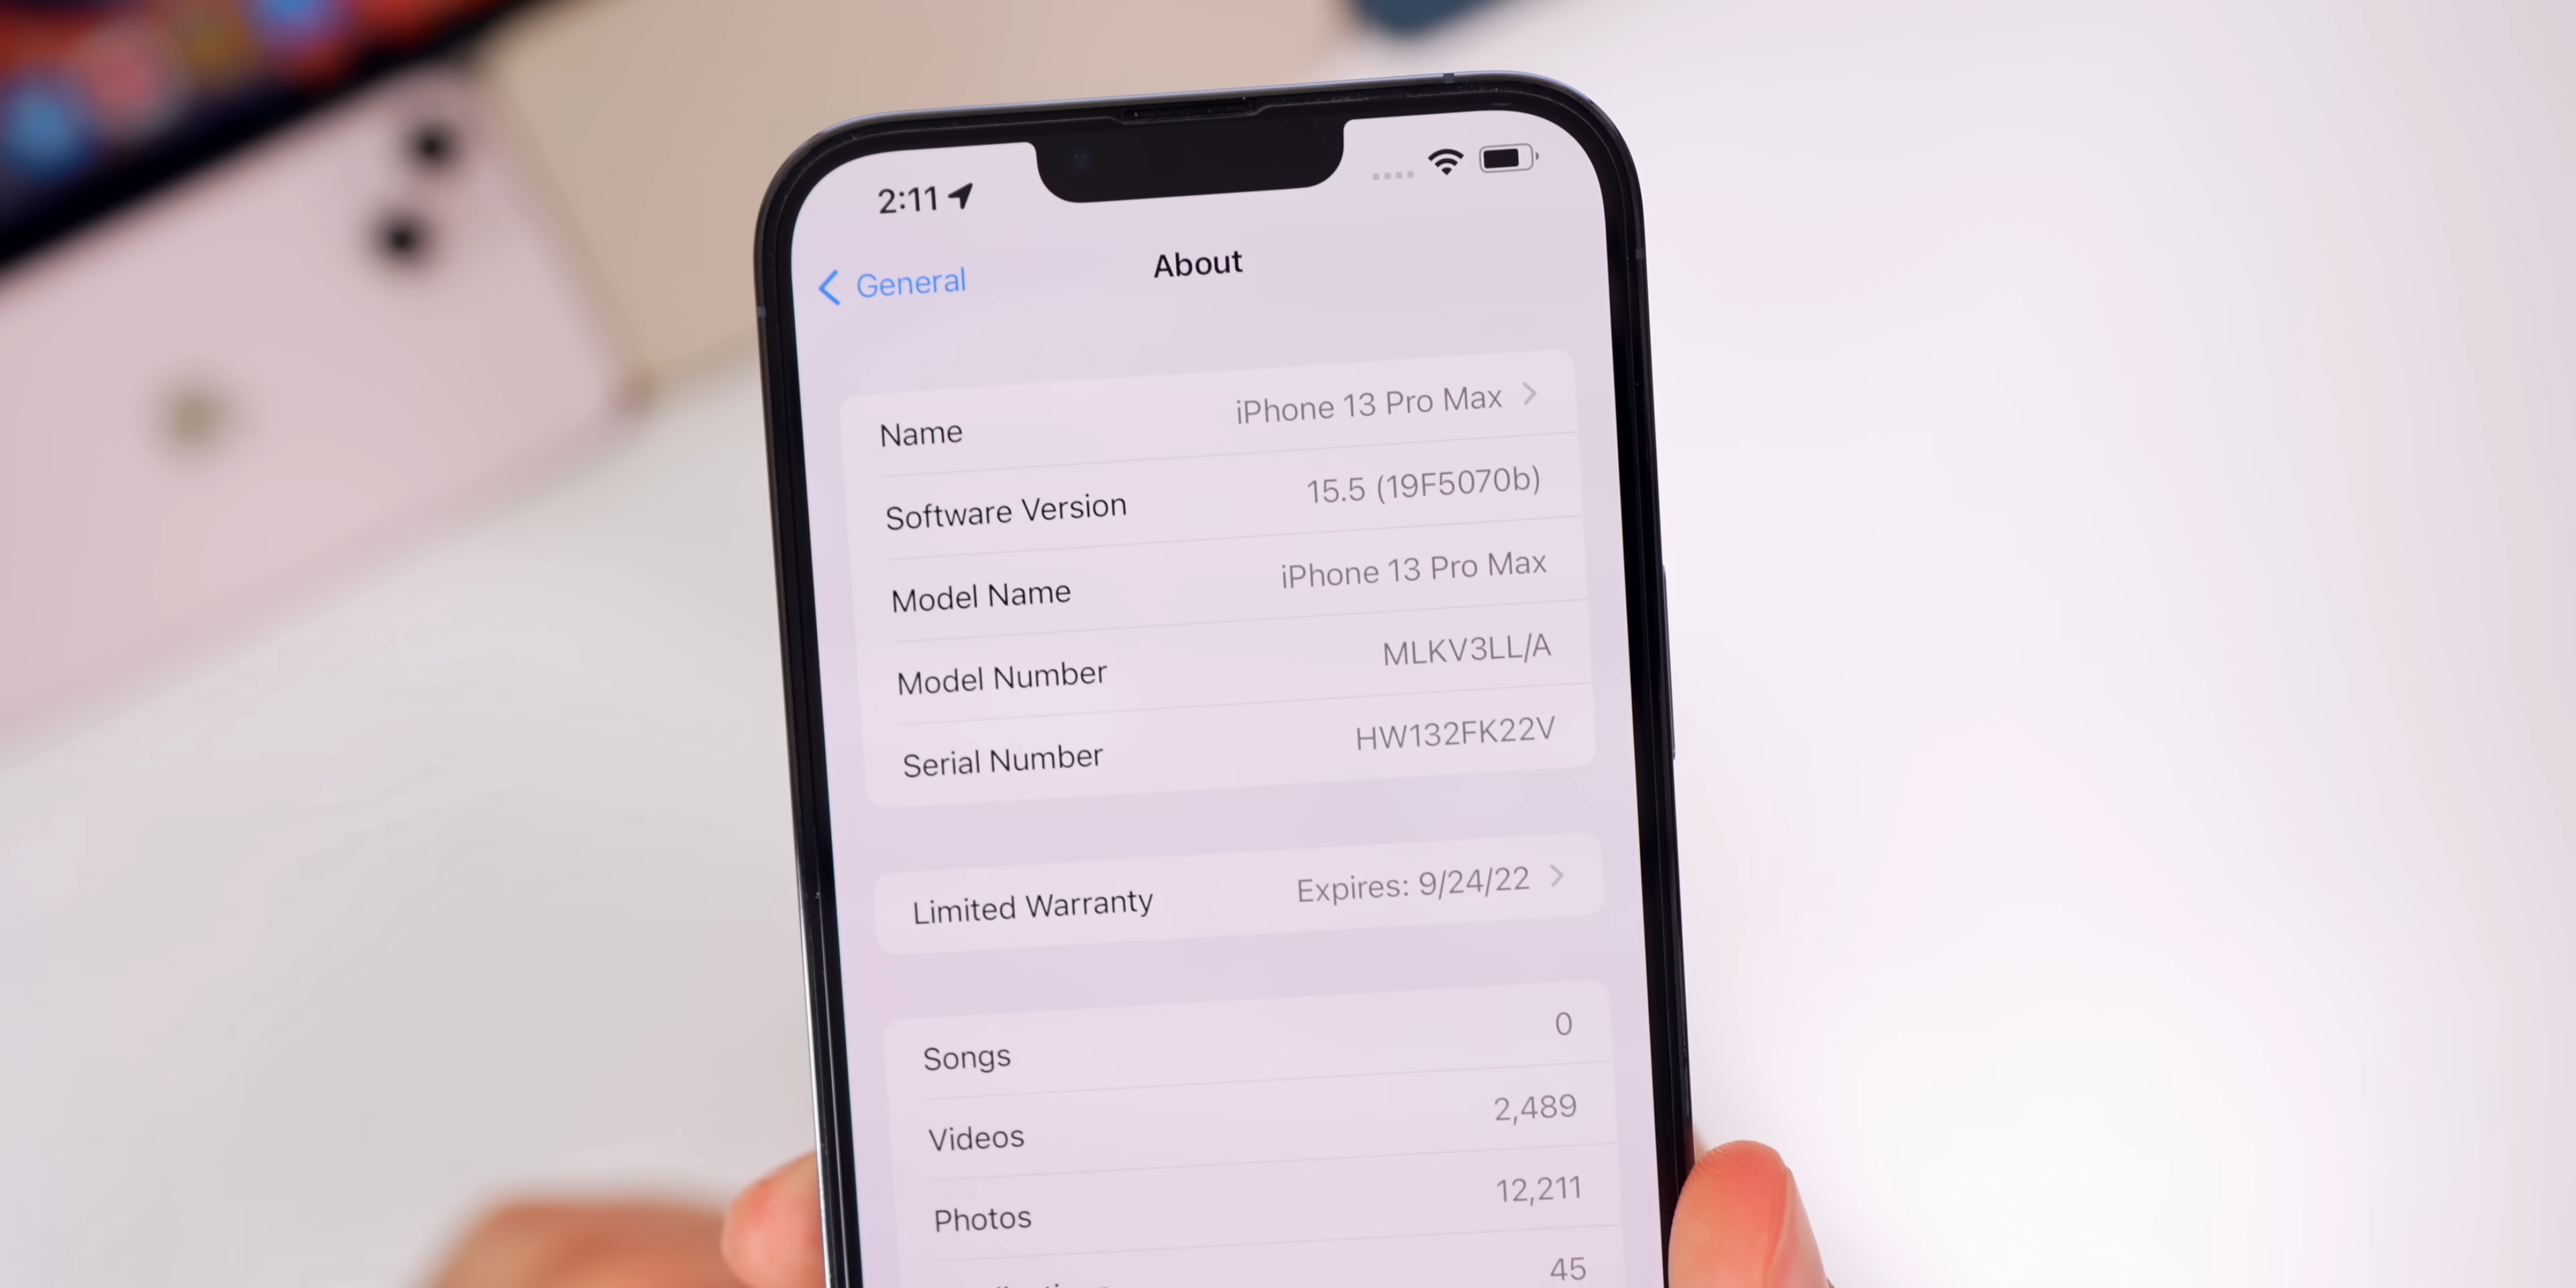 2:11
General
About
Name iPhone 13 Pro Max
Software Version 15.5 (19F5070b)
Model Name iPhone 13 Pro Max
Model Number MLKV3LL/A
Serial Number HW132FK22V
Limited Warranty Expires: 9/24/22
Songs 0
Videos 2,489
Photos 12,211
45